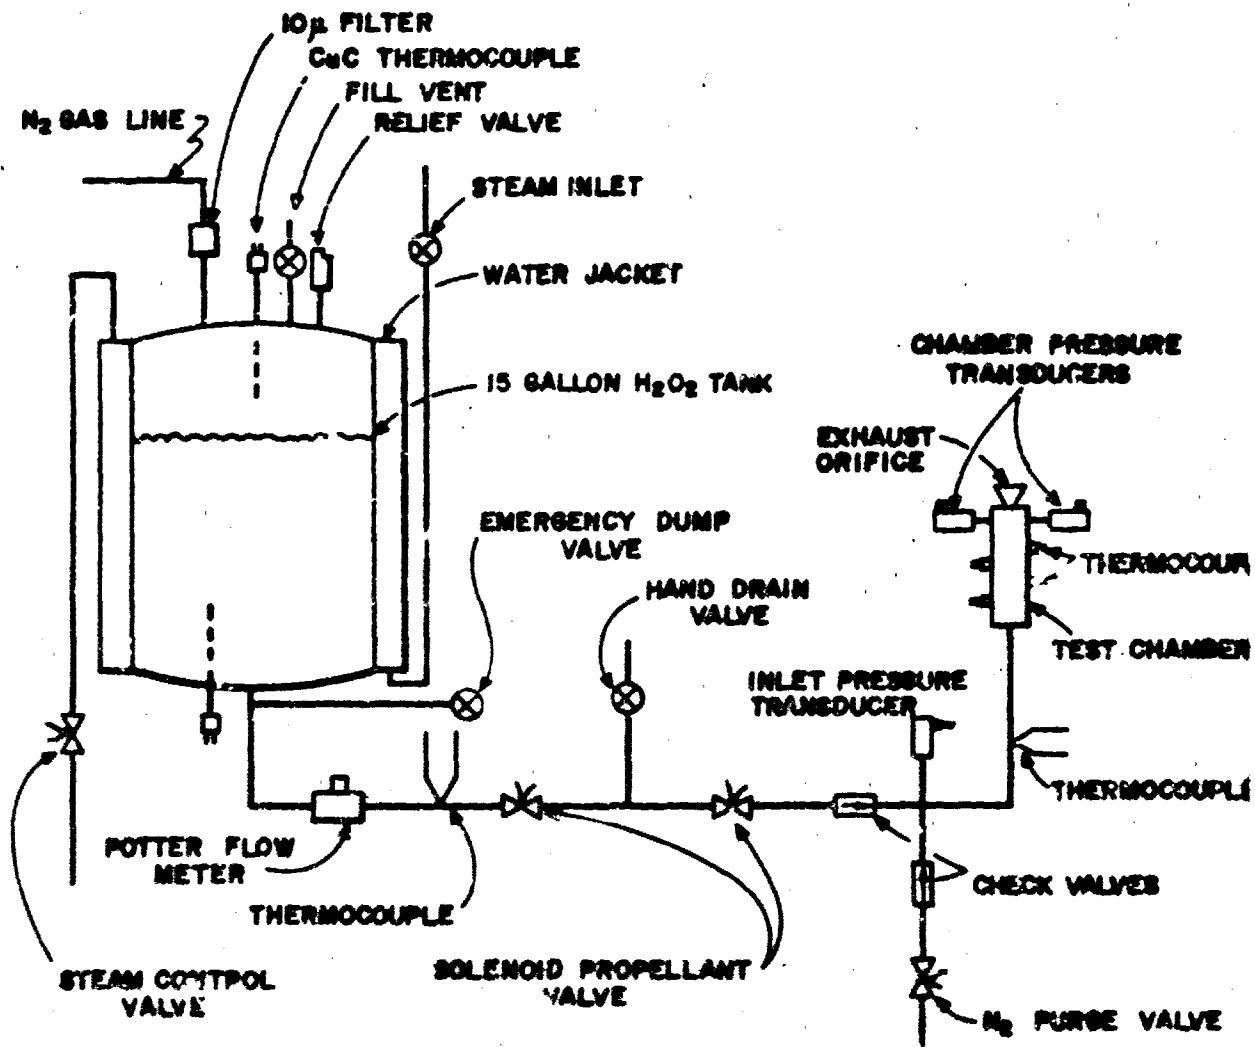 10µ FILTER
CuC THERMOCOUPLE
FILL VENT
RELIEF VALVE
N2 GAS LINE
STEAM INLET
WATER JACKET
15 GALLON H2O2 TANK
CHAMBER PRESSURE
TRANSDUCERS
EXHAUST
ORIFICE
EMERGENCY DUMP
VALVE
THERMOCOUP
HAND DRAIN
VALVE
TEST CHAMBER
INLET PRESSURE
TRANSDUCER
THERMOCOUPLE
POTTER FLOW
METER
CHECK VALVES
THERMOCOUPLE
SOLENOID PROPELLANT
VALVE
STEAM CONTROL
VALVE
N2 PURGE VALVE